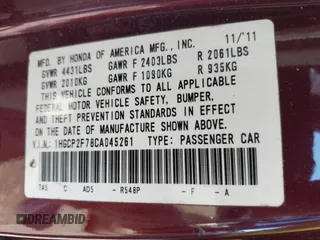 MFD. BY HONDA OF AMERICA MFG., INC. 11/'11
GVWR 4431LBS GAWR F 2403LBS R 2061LBS
GVWR 2010KG GAWR F 1090KG R 935KG
THIS VEHICLE CONFORMS TO ALL APPLICABLE
FEDERAL MOTOR VEHICLE SAFETY, BUMPER,
AND THEFT PREVENTION STANDARDS IN EFFECT
ON THE DATE OF MANUFACTURE SHOWN ABOVE.
V.I.N.: 1HGCP2F78CA045261 TYPE: PASSENGER CAR
TA5 C AD5 - R548P - F - A
DREAMBID